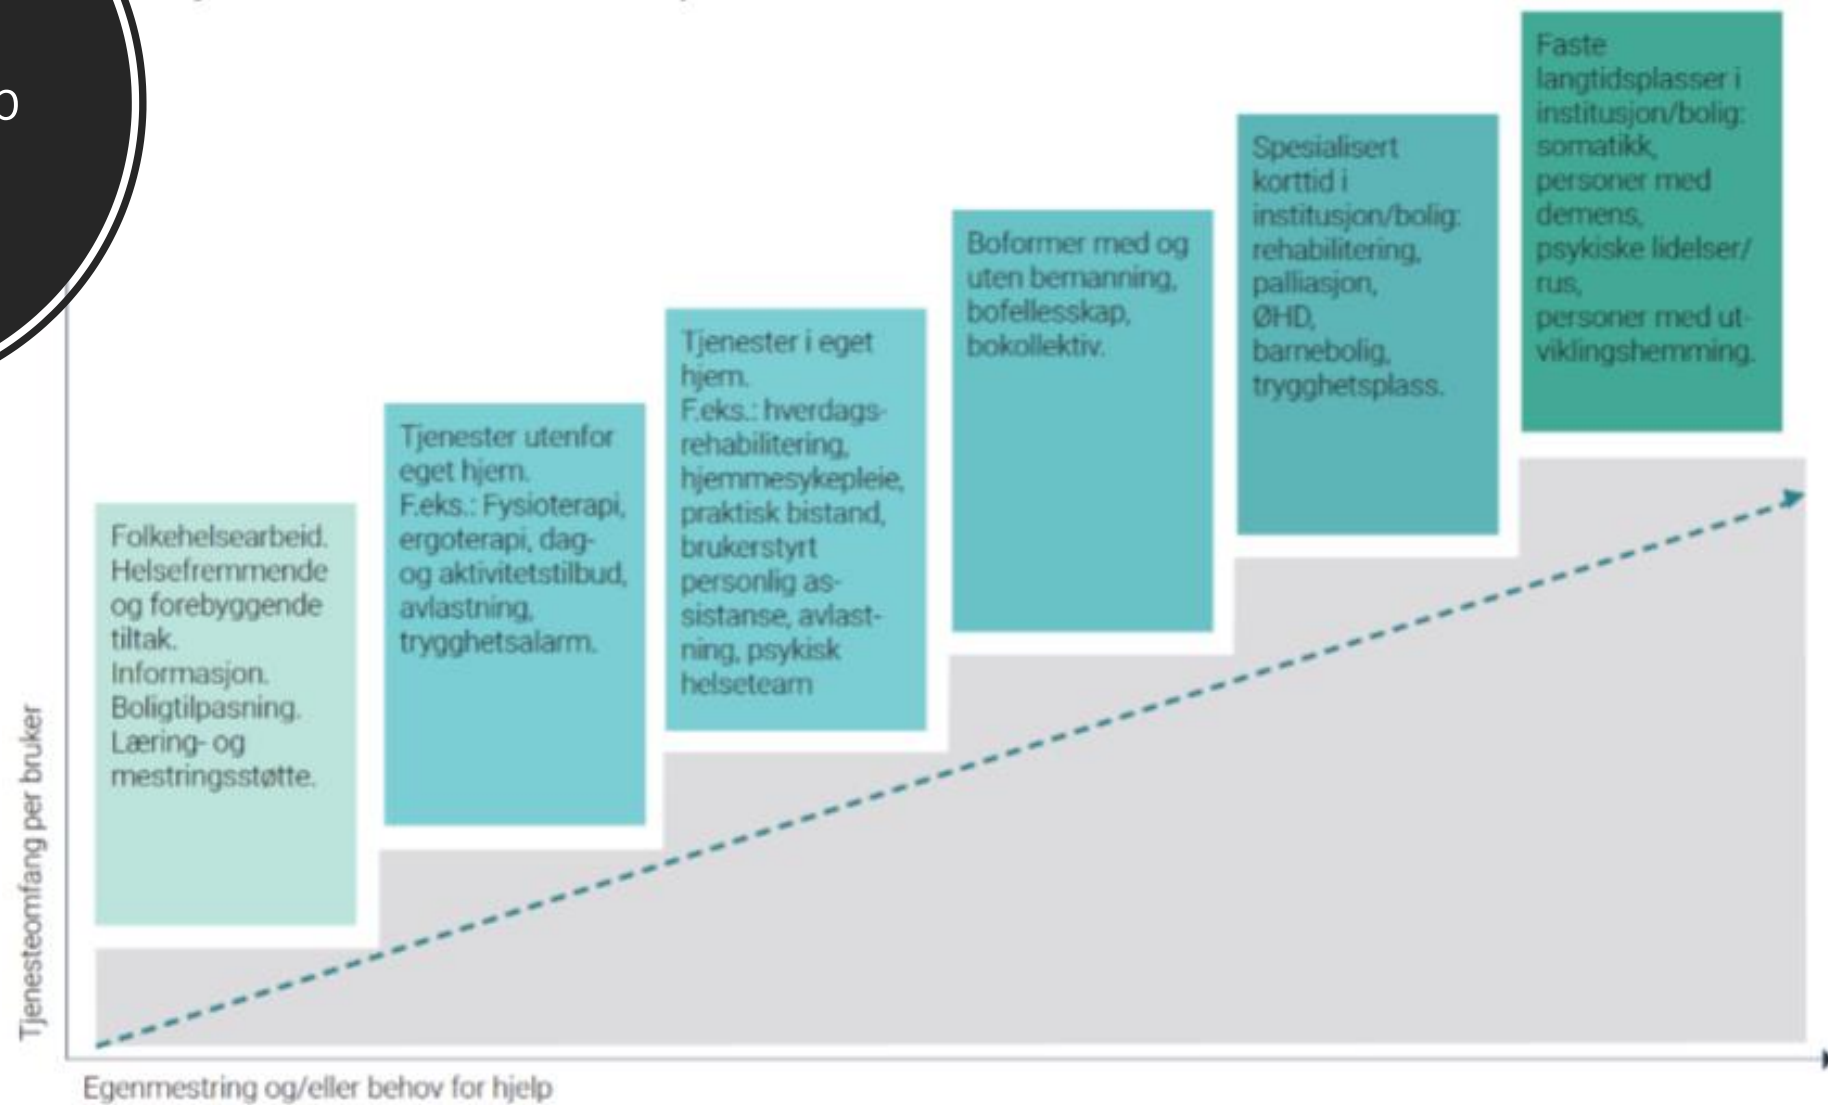 Folkehelsearbeid.
Helsefremmende
og forebyggende
tiltak.
Informasjon.
Boligtilpasning.
Læring- og
mestringsstøtte.
Tjenester utenfor
eget hjem.
F.eks.: Fysioterapi,
ergoterapi, dag-
og aktivitetstilbud,
avlastning,
trygghetsalarm.
Tjenester i eget
hjem.
F.eks.: hverdags-
rehabilitering,
hjemmesykepleie,
praktisk bistand,
brukerstyrt
personlig as-
sistanse, avlast-
ning, psykisk
helseteam
Boformer med og
uten bemanning,
bofellesskap,
bokollektiv.
Spesialisert
korttid i
institusjon/bolig:
rehabilitering,
palliasjon,
ØHD,
barnebolig,
trygghetsplass.
Faste
langtidsplasser i
institusjon/bolig:
somatikk,
personer med
demens,
psykiske lidelser/
rus,
personer med ut-
viklingshemming.
Tjenesteomfang per bruker
Egenmestring og/eller behov for hjelp